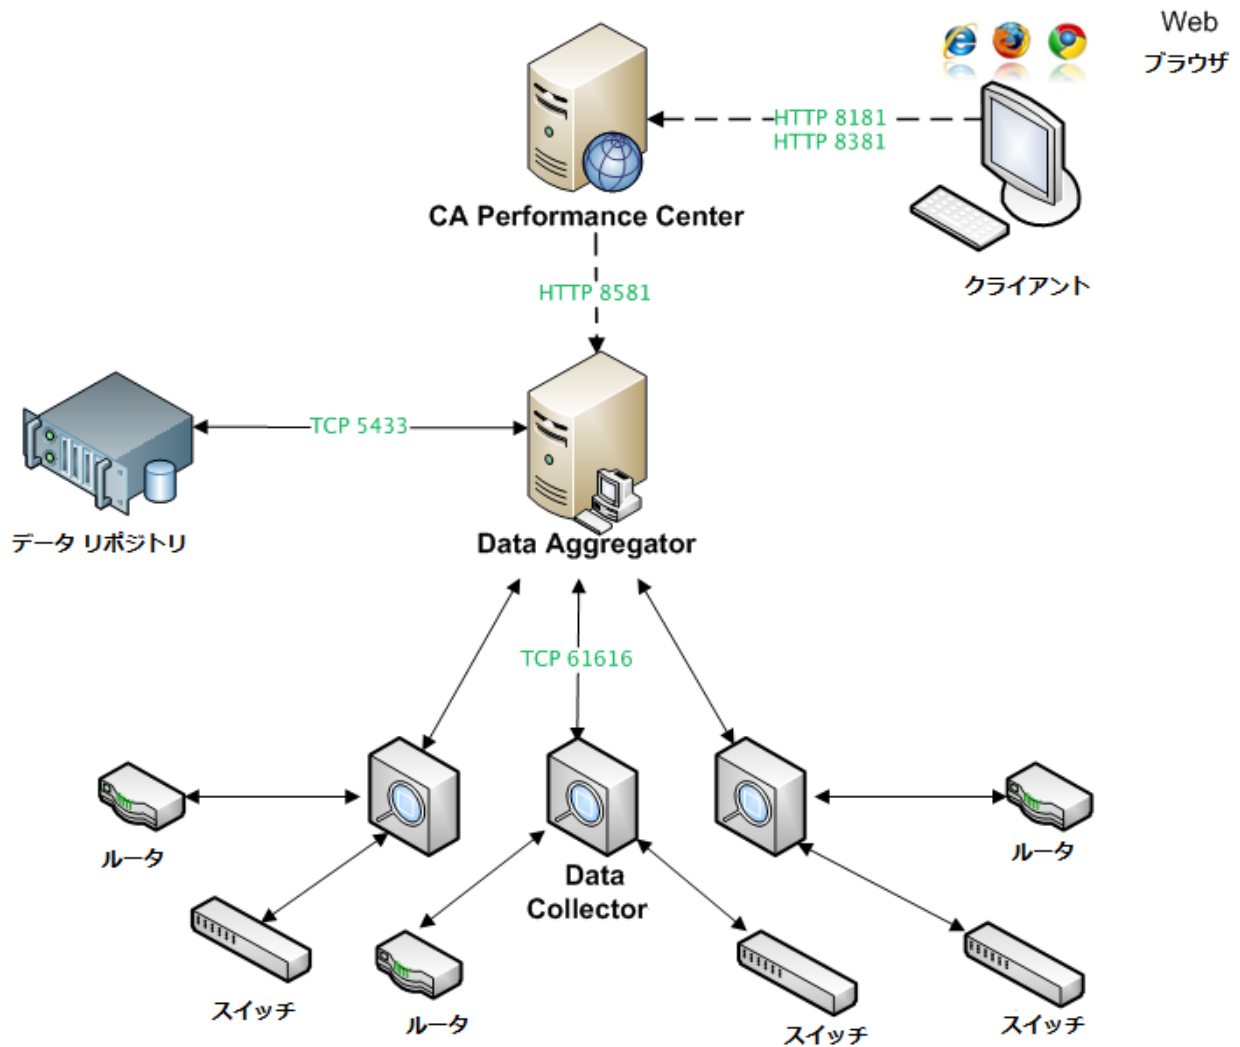 Web
ブラウザ
HTTP 8181
HTTP 8381
CA Performance Center
クライアント
HTTP 8581
TCP 5433
データ リポジトリ
Data Aggregator
TCP 61616
ルータ
Data
Collector
ルータ
スイッチ
ルータ
スイッチ
スイッチ